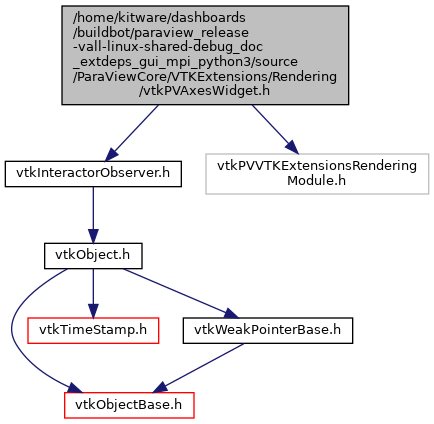 /home/kitware/dashboards
/buildbot/paraview_release
-vall-linux-shared-debug_doc
_extdeps_gui_mpi_python3/source
/ParaViewCore/VTKExtensions/Rendering
/vtkPVAxesWidget.h
vtkInteractorObserver.h
vtkPVVTKExtensionsRendering
Module.h
vtkObject.h
vtkTimeStamp.h
vtkWeakPointerBase.h
vtkObjectBase.h